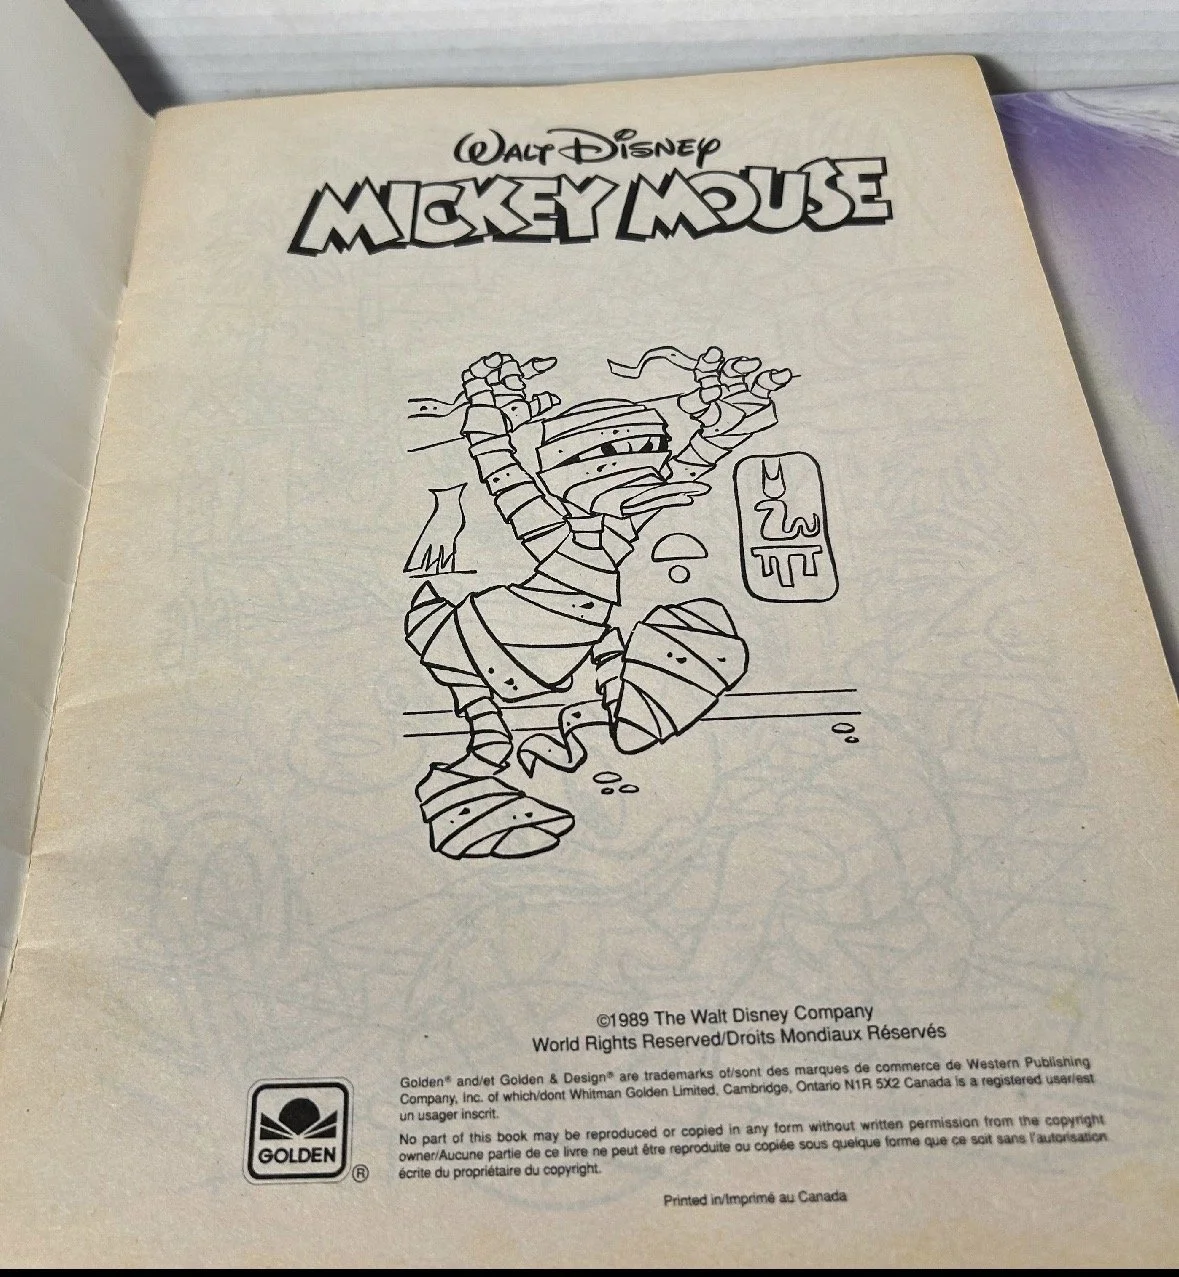 WALT DISNEY
MICKEY MOUSE
©1989 The Walt Disney Company
World Rights Reserved/Droits Mondiaux Réservés
Golden® and/et Golden & Design® are trademarks of/sont des marques de commerce de Western Publishing
Company, Inc. of which/dont Whitman Golden Limited, Cambridge, Ontario N1R 5X2 Canada is a registered user/est
un usager inscrit.
No part of this book may be reproduced or copied in any form without written permission from the copyright
owner/Aucune partie de ce livre ne peut être reproduite ou copiée sous quelque forme que ce soit sans l'autorisation
écrite du propriétaire du copyright.
GOLDEN ®
Printed in/Imprimé au Canada